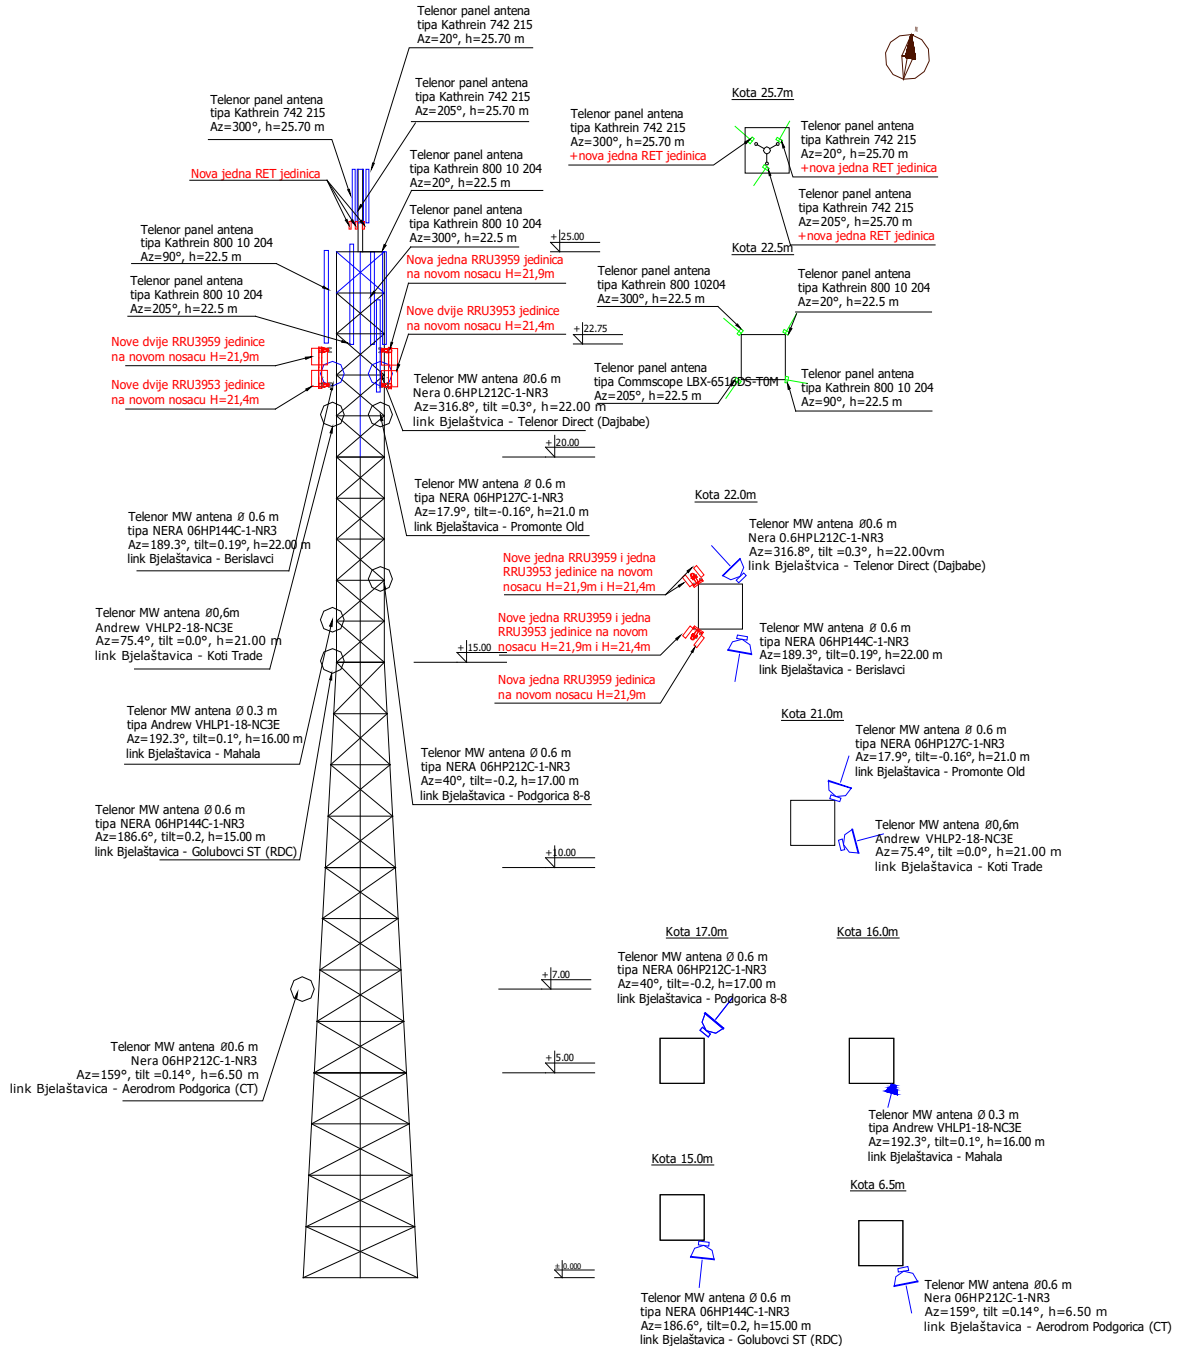 Telenor panel antena
tipa Kathrein 742 215
Az=20°, h=25.70 m
Telenor panel antena
tipa Kathrein 742 215
Az=205°, h=25.70 m
Telenor panel antena
tipa Kathrein 742 215
Az=300°, h=25.70 m
Telenor panel antena
tipa Kathrein 800 10 204
Az=20°, h=22.5 m
Nova jedna RET jedinica
Telenor panel antena
tipa Kathrein 800 10 204
Az=300°, h=22.5 m
Telenor panel antena
tipa Kathrein 800 10 204
Az=90°, h=22.5 m
Nova jedna RRU3959 jedinica
na novom nosacu H=21,9m
Telenor panel antena
tipa Kathrein 800 10 204
Az=205°, h=22.5 m
Nove dvije RRU3953 jedinice
na novom nosacu H=21,4m
Nove dvije RRU3959 jedinice
na novom nosacu H=21,9m
Nove dvije RRU3953 jedinice
na novom nosacu H=21,4m
Telenor MW antena Ø0.6 m
Nera 0.6HPL212C-1-NR3
Az=316.8°, tilt =0.3°, h=22.00 m
link Bjelaštvica - Telenor Direct (Dajbabe)
Telenor MW antena Ø 0.6 m
tipa NERA 06HP127C-1-NR3
Az=17.9°, tilt=-0.16°, h=21.0 m
link Bjelaštavica - Promonte Old
Telenor MW antena Ø 0.6 m
tipa NERA 06HP144C-1-NR3
Az=189.3°, tilt=0.19°, h=22.00 m
link Bjelaštavica - Berislavci
Telenor MW antena Ø0,6m
Andrew VHLP2-18-NC3E
Az=75.4°, tilt =0.0°, h=21.00 m
link Bjelaštavica - Koti Trade
Telenor MW antena Ø 0.3 m
tipa Andrew VHLP1-18-NC3E
Az=192.3°, tilt=0.1°, h=16.00 m
link Bjelaštavica - Mahala
Telenor MW antena Ø 0.6 m
tipa NERA 06HP212C-1-NR3
Az=40°, tilt=-0.2, h=17.00 m
link Bjelaštavica - Podgorica 8-8
Telenor MW antena Ø 0.6 m
tipa NERA 06HP144C-1-NR3
Az=186.6°, tilt=0.2, h=15.00 m
link Bjelaštavica - Golubovci ST (RDC)
Telenor MW antena Ø0.6 m
Nera 06HP212C-1-NR3
Az=159°, tilt =0.14°, h=6.50 m
link Bjelaštavica - Aerodrom Podgorica (CT)
+25.00
+22.75
+20.00
+15.00
+10.00
+7.00
+5.00
+0.000
Kota 25.7m
Telenor panel antena
tipa Kathrein 742 215
Az=300°, h=25.70 m
+nova jedna RET jedinica
Telenor panel antena
tipa Kathrein 742 215
Az=20°, h=25.70 m
+nova jedna RET jedinica
Telenor panel antena
tipa Kathrein 742 215
Az=205°, h=25.70 m
+nova jedna RET jedinica
Kota 22.5m
Telenor panel antena
tipa Kathrein 800 10204
Az=300°, h=22.5 m
Telenor panel antena
tipa Kathrein 800 10 204
Az=20°, h=22.5 m
Telenor panel antena
tipa Commscope LBX-6516DS-T0M
Az=205°, h=22.5 m
Telenor panel antena
tipa Kathrein 800 10 204
Az=90°, h=22.5 m
Kota 22.0m
Telenor MW antena Ø0.6 m
Nera 0.6HPL212C-1-NR3
Az=316.8°, tilt =0.3°, h=22.00vm
link Bjelaštvica - Telenor Direct (Dajbabe)
Nove jedna RRU3959 i jedna
RRU3953 jedinice na novom
nosacu H=21,9m i H=21,4m
Nove jedna RRU3959 i jedna
RRU3953 jedinice na novom
nosacu H=21,9m i H=21,4m
Nova jedna RRU3959 jedinica
na novom nosacu H=21,9m
Telenor MW antena Ø 0.6 m
tipa NERA 06HP144C-1-NR3
Az=189.3°, tilt=0.19°, h=22.00 m
link Bjelaštavica - Berislavci
Kota 21.0m
Telenor MW antena Ø 0.6 m
tipa NERA 06HP127C-1-NR3
Az=17.9°, tilt=-0.16°, h=21.0 m
link Bjelaštavica - Promonte Old
Telenor MW antena Ø0,6m
Andrew VHLP2-18-NC3E
Az=75.4°, tilt =0.0°, h=21.00 m
link Bjelaštavica - Koti Trade
Kota 17.0m
Telenor MW antena Ø 0.6 m
tipa NERA 06HP212C-1-NR3
Az=40°, tilt=-0.2, h=17.00 m
link Bjelaštavica - Podgorica 8-8
Kota 16.0m
Telenor MW antena Ø 0.3 m
tipa Andrew VHLP1-18-NC3E
Az=192.3°, tilt=0.1°, h=16.00 m
link Bjelaštavica - Mahala
Kota 15.0m
Telenor MW antena Ø 0.6 m
tipa NERA 06HP144C-1-NR3
Az=186.6°, tilt=0.2, h=15.00 m
link Bjelaštavica - Golubovci ST (RDC)
Kota 6.5m
Telenor MW antena Ø0.6 m
Nera 06HP212C-1-NR3
Az=159°, tilt =0.14°, h=6.50 m
link Bjelaštavica - Aerodrom Podgorica (CT)